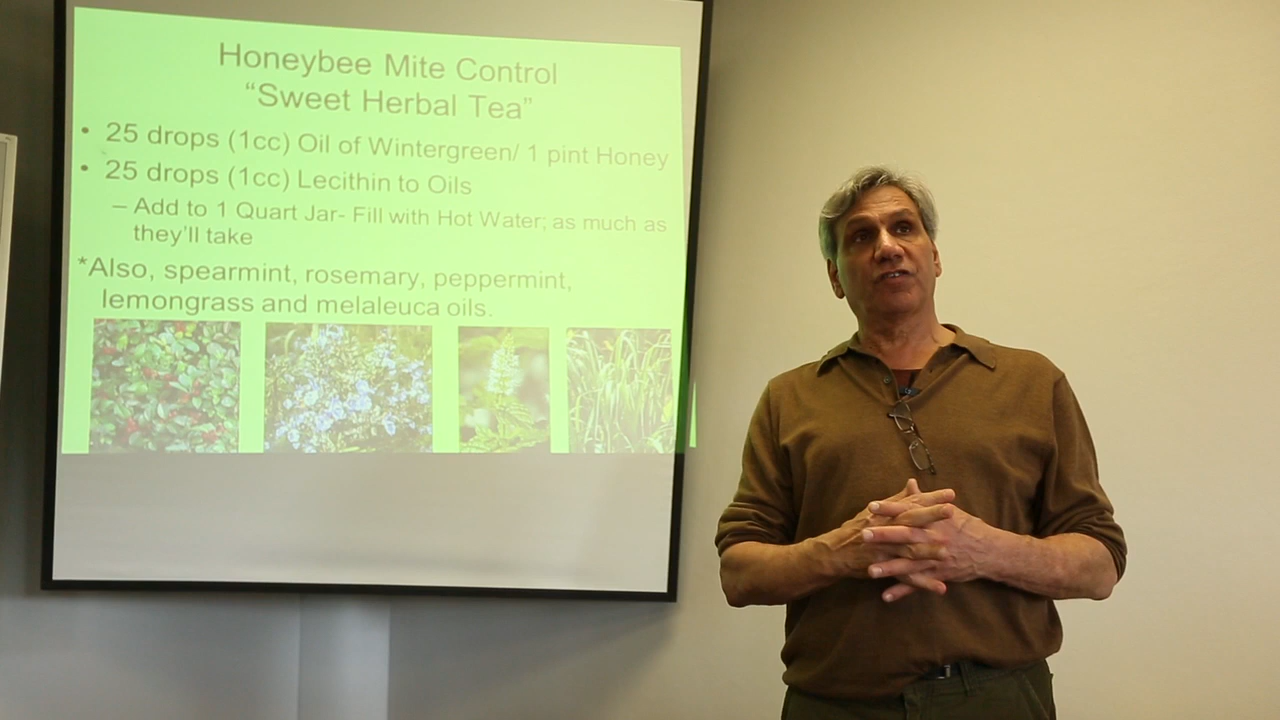 Honeybee Mite Control
“Sweet Herbal Tea”
• 25 drops (1cc) Oil of Wintergreen/ 1 pint Honey
• 25 drops (1cc) Lecithin to Oils
– Add to 1 Quart Jar- Fill with Hot Water; as much as
they’ll take
*Also, spearmint, rosemary, peppermint,
lemongrass and melaleuca oils.